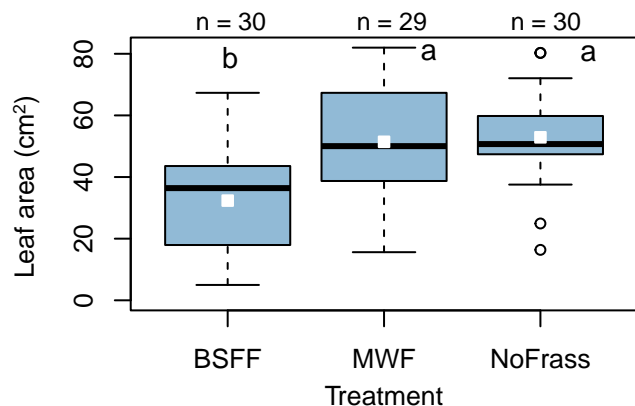 n = 30 n = 29 n = 30
b a a
80
60
40
20
0
Leaf area (cm²)
BSFF MWF NoFrass
Treatment